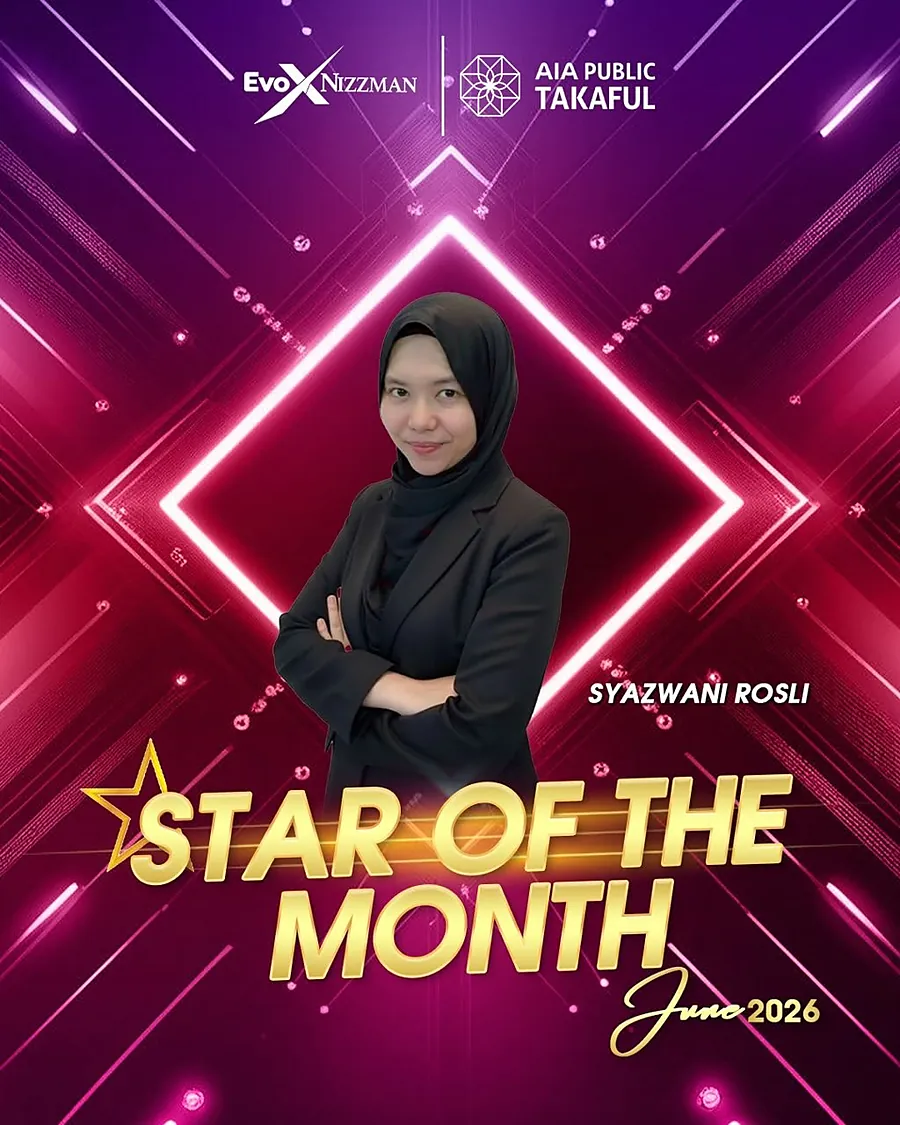 EvoXNIZZMAN
AIA PUBLIC
TAKAFUL
SYAZWANI ROSLI
STAR OF THE
MONTH
June 2026